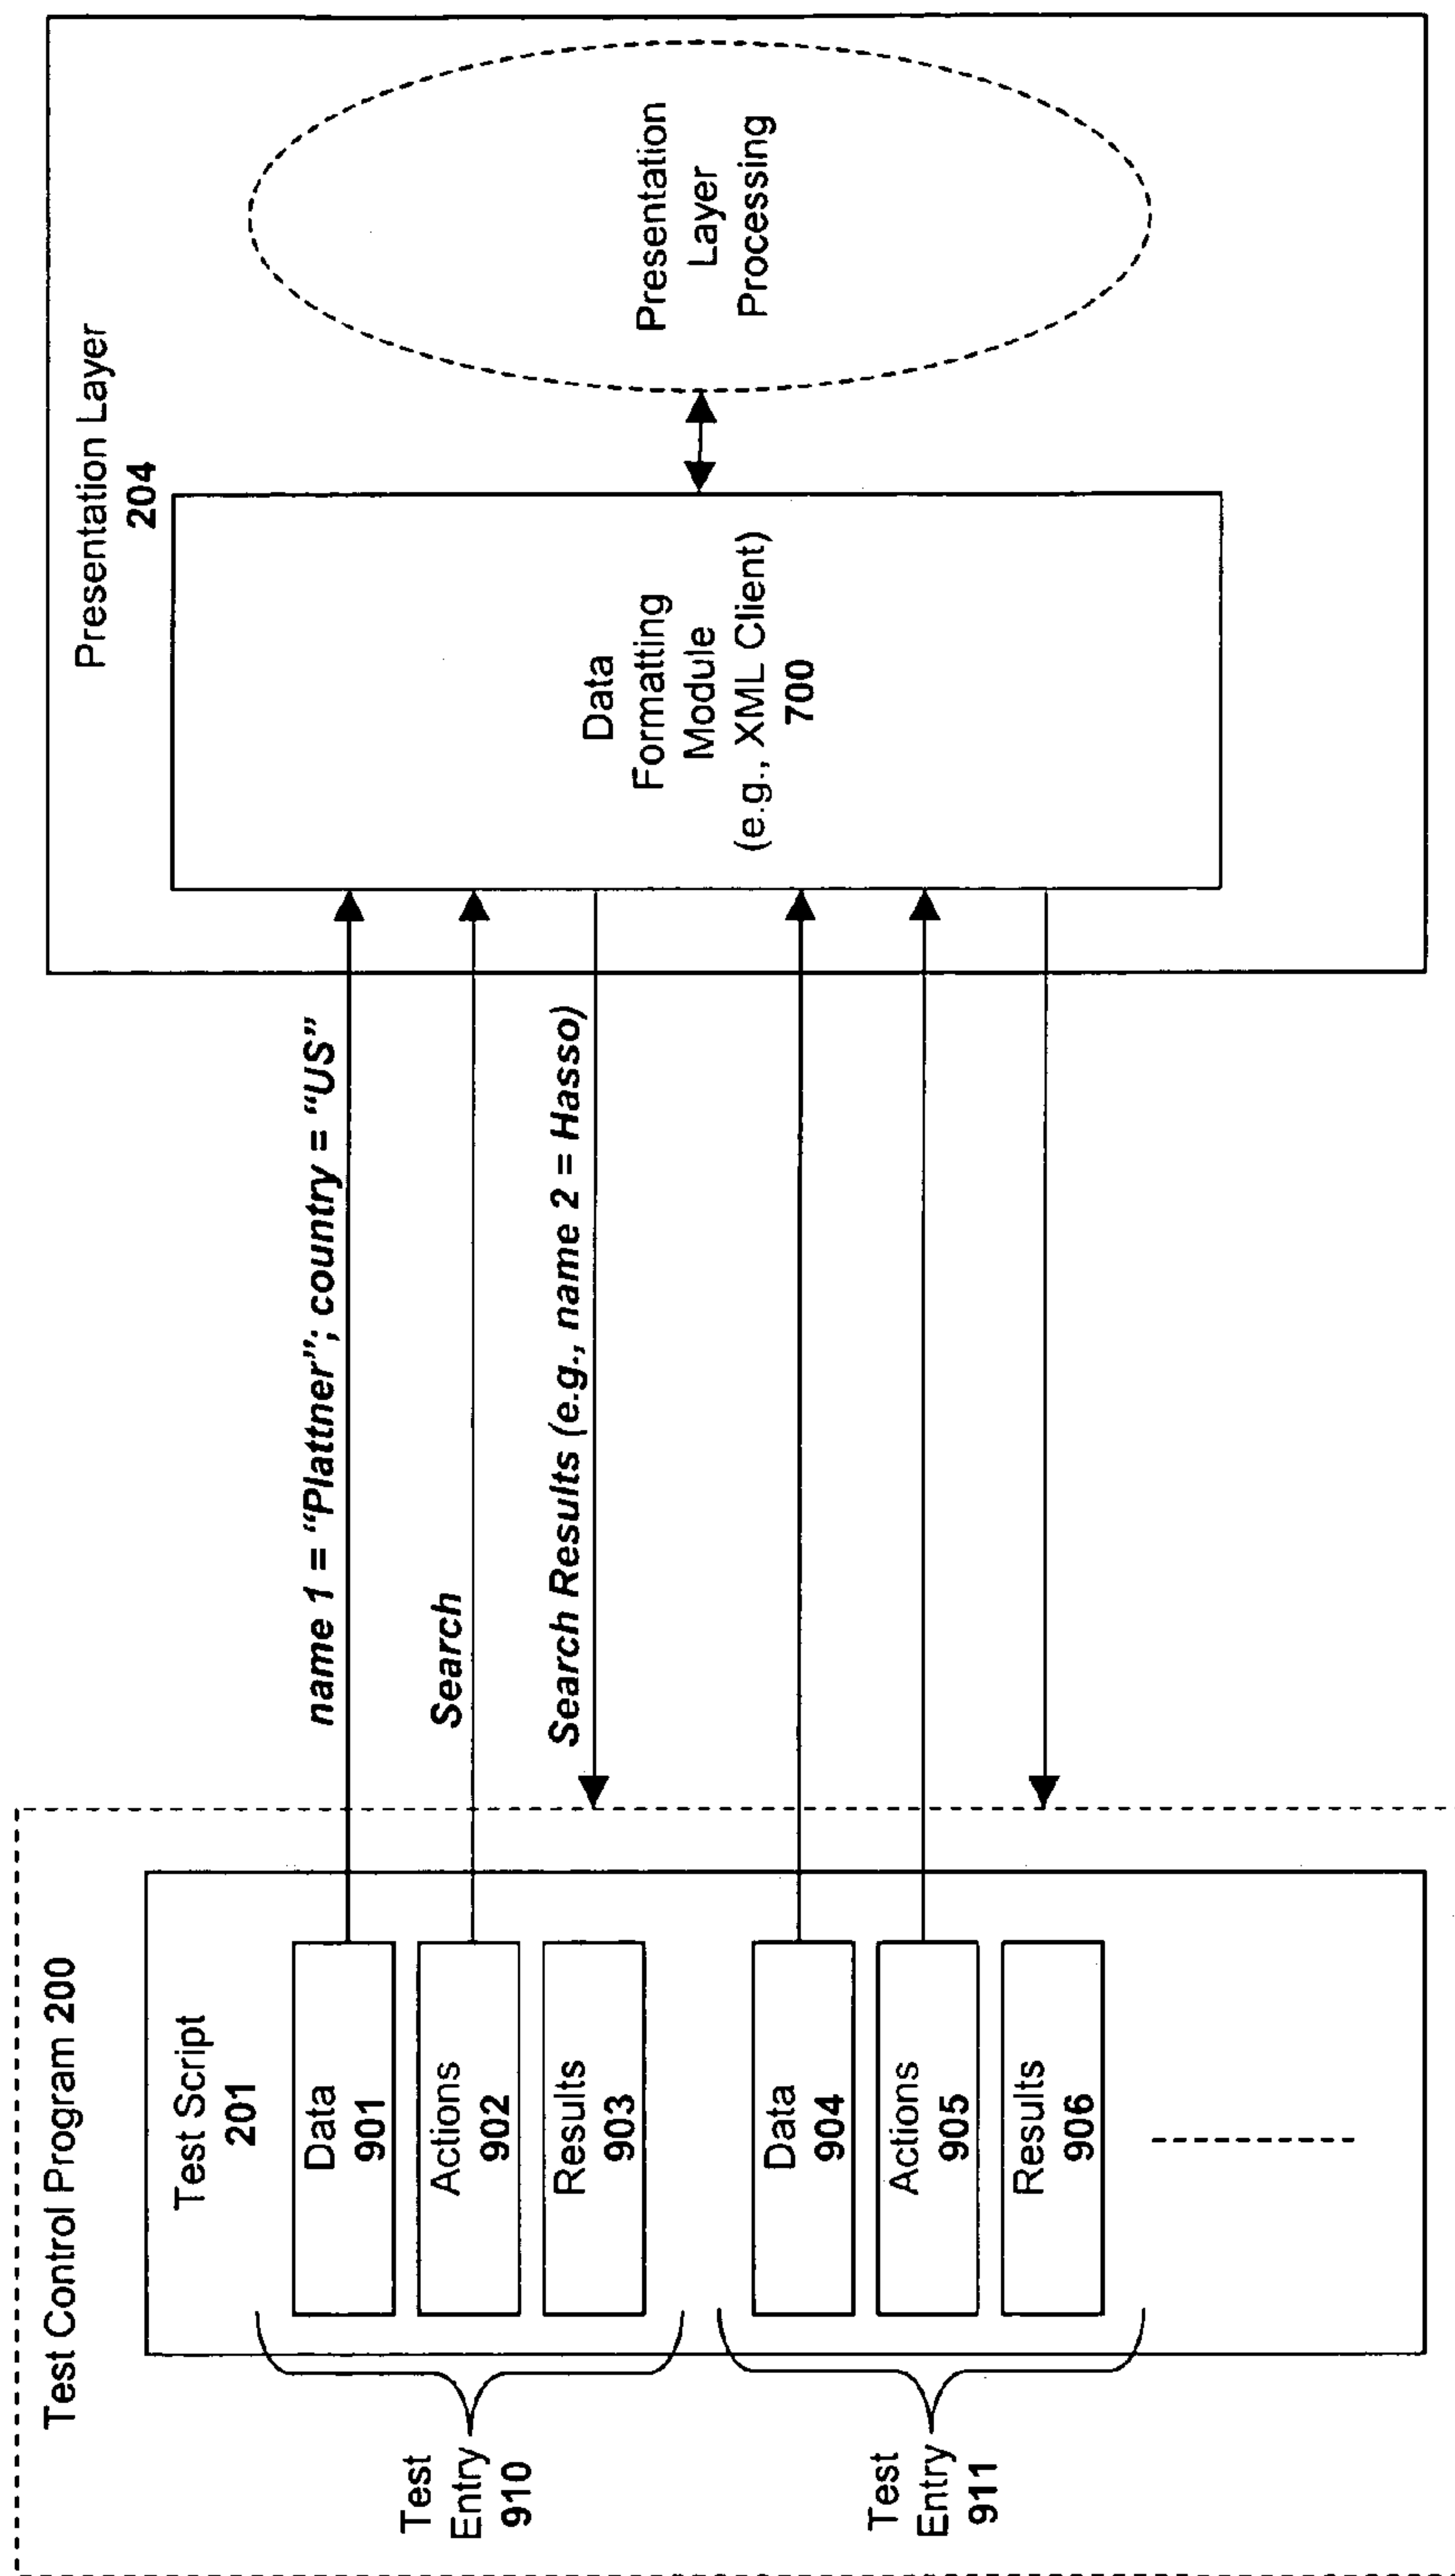 Test Control Program 200
Test Script
201
Test
Entry
910
Data
901
Actions
902
Results
903
Test
Entry
911
Data
904
Actions
905
Results
906
name 1 = “Plattner”; country = “US”
Search
Search Results (e.g., name 2 = Hasso)
Presentation Layer
204
Data
Formatting
Module
(e.g., XML Client)
700
Presentation
Layer
Processing